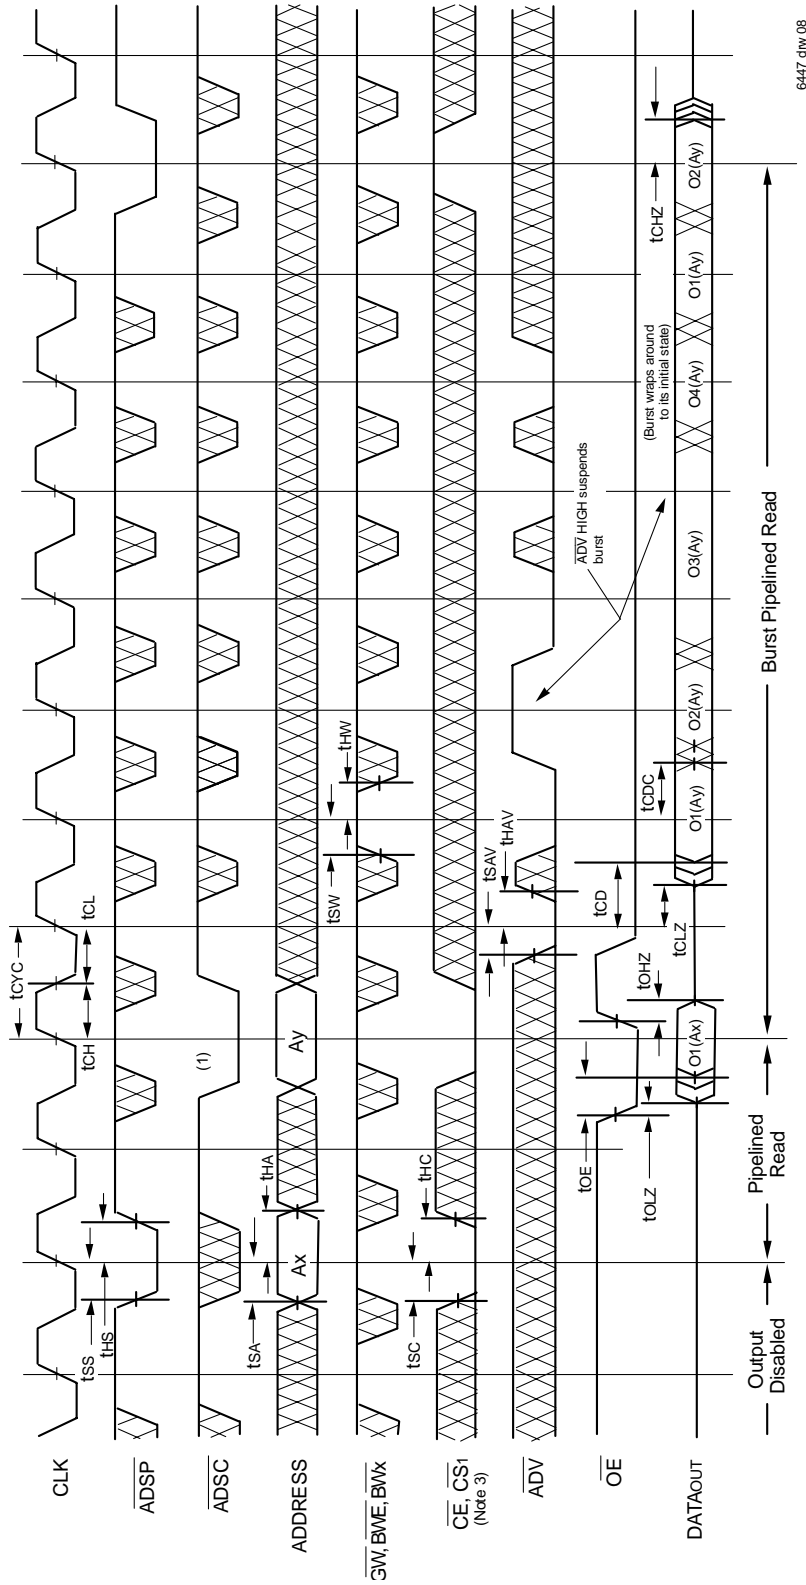 CLK
tCYC
tCH
tCL
tSS
tHS
ADSP
ADSC
(1)
ADDRESS
Ax
Ay
tSA
tHA
GW, BWE, BWx
tSW
tHW
CE, CS1
(Note 3)
tSC
tHC
ADV
tSAV
tHAV
ADV HIGH suspends
burst
OE
tOE
tOHZ
tOLZ
tCD
tCLZ
tCDC
(Burst wraps around
to its initial state)
tCHZ
DATAOUT
O1(Ax)
O1(Ay)
O2(Ay)
O3(Ay)
O4(Ay)
O1(Ay)
O2(Ay)
Output
Disabled
Pipelined
Read
Burst Pipelined Read
6447 drw 08